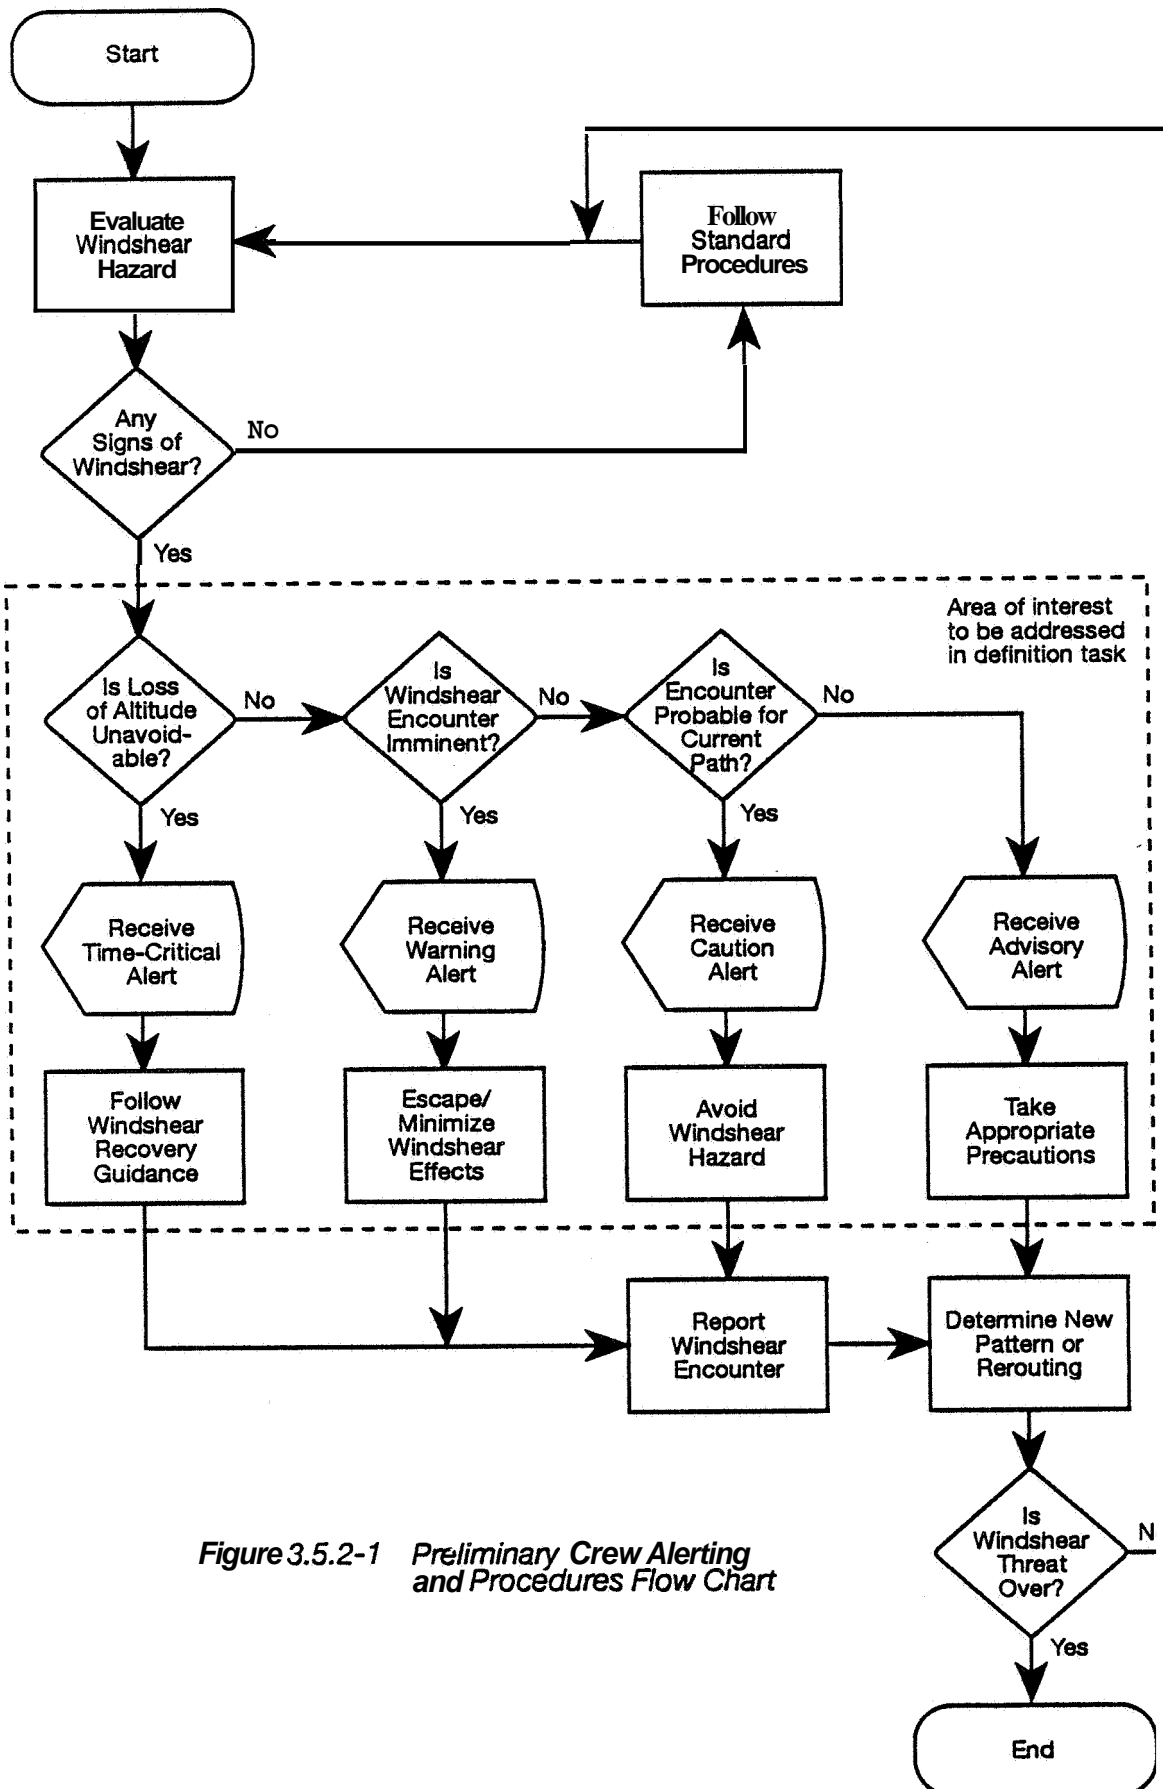 Start
Evaluate
Windshear
Hazard
Follow
Standard
Procedures
Any
Signs of
Windshear?
No
Yes
Area of interest
to be addressed
in definition task
Is Loss
of Altitude
Unavoid-
able?
No
Is
Windshear
Encounter
Imminent?
No
Is
Encounter
Probable for
Current
Path?
No
Yes
Yes
Yes
Receive
Time-Critical
Alert
Receive
Warning
Alert
Receive
Caution
Alert
Receive
Advisory
Alert
Follow
Windshear
Recovery
Guidance
Escape/
Minimize
Windshear
Effects
Avoid
Windshear
Hazard
Take
Appropriate
Precautions
Report
Windshear
Encounter
Determine New
Pattern or
Rerouting
Is
Windshear
Threat
Over?
N
Yes
End
Figure 3.5.2-1 Preliminary Crew Alerting
and Procedures Flow Chart